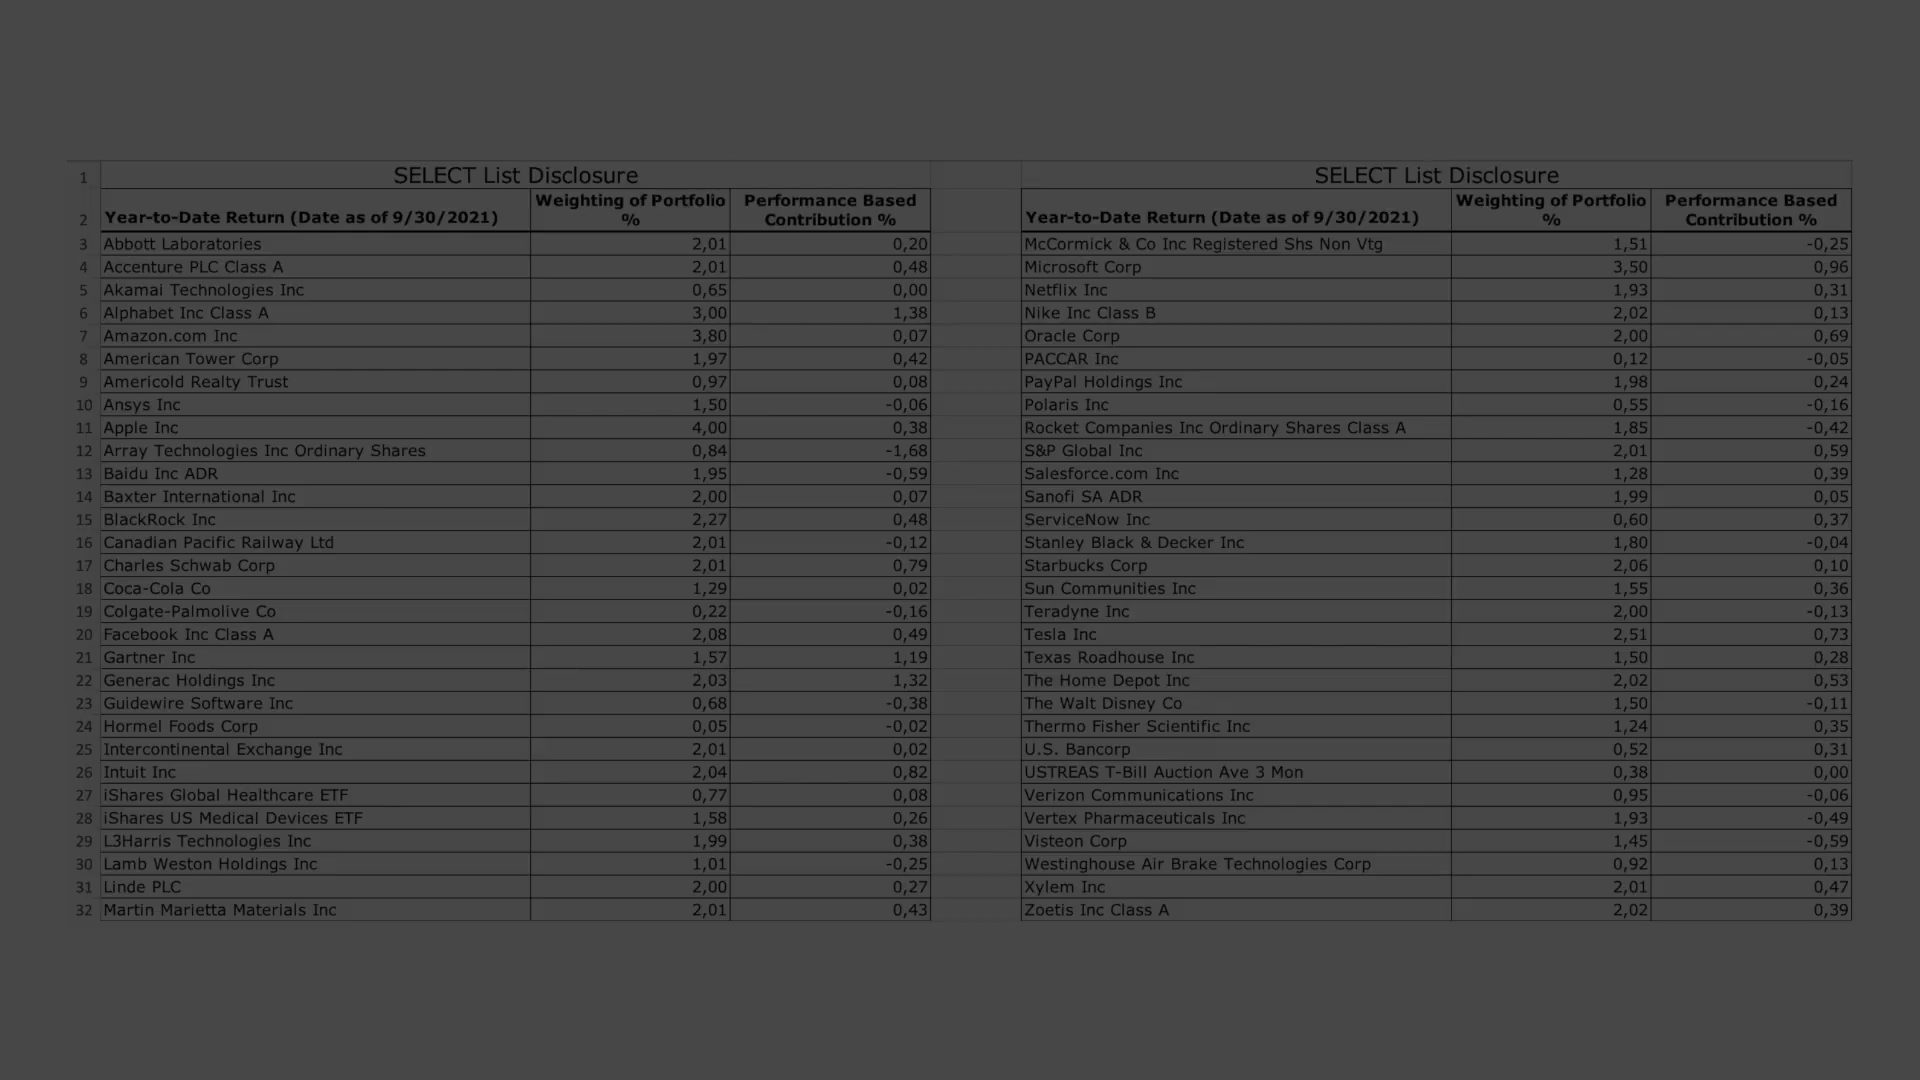 SELECT List Disclosure
Year-to-Date Return (Date as of 9/30/2021) Weighting of Portfolio % Performance Based Contribution %
1
2
3 Abbott Laboratories 2,01 0,20
4 Accenture PLC Class A 2,01 0,48
5 Akamai Technologies Inc 0,65 0,00
6 Alphabet Inc Class A 3,00 1,38
7 Amazon.com Inc 3,80 0,07
8 American Tower Corp 1,97 0,42
9 Americold Realty Trust 0,97 0,08
10 Ansys Inc 1,50 -0,06
11 Apple Inc 4,00 0,38
12 Array Technologies Inc Ordinary Shares 0,84 -1,68
13 Baidu Inc ADR 1,95 -0,59
14 Baxter International Inc 2,00 0,07
15 BlackRock Inc 2,27 0,48
16 Canadian Pacific Railway Ltd 2,01 -0,12
17 Charles Schwab Corp 2,01 0,79
18 Coca-Cola Co 1,29 0,02
19 Colgate-Palmolive Co 0,22 -0,16
20 Facebook Inc Class A 2,08 0,49
21 Gartner Inc 1,57 1,19
22 Generac Holdings Inc 2,03 1,32
23 Guidewire Software Inc 0,68 -0,38
24 Hormel Foods Corp 0,05 -0,02
25 Intercontinental Exchange Inc 2,01 0,02
26 Intuit Inc 2,04 0,82
27 iShares Global Healthcare ETF 0,77 0,08
28 iShares US Medical Devices ETF 1,58 0,26
29 L3Harris Technologies Inc 1,99 0,38
30 Lamb Weston Holdings Inc 1,01 -0,25
31 Linde PLC 2,00 0,27
32 Martin Marietta Materials Inc 2,01 0,43
SELECT List Disclosure
Year-to-Date Return (Date as of 9/30/2021) Weighting of Portfolio % Performance Based Contribution %
McCormick & Co Inc Registered Shs Non Vtg 1,51 -0,25
Microsoft Corp 3,50 0,96
Netflix Inc 1,93 0,31
Nike Inc Class B 2,02 0,13
Oracle Corp 2,00 0,69
PACCAR Inc 0,12 -0,05
PayPal Holdings Inc 1,98 0,24
Polaris Inc 0,55 -0,16
Rocket Companies Inc Ordinary Shares Class A 1,85 -0,42
S&P Global Inc 2,01 0,59
Salesforce.com Inc 1,28 0,39
Sanofi SA ADR 1,99 0,05
ServiceNow Inc 0,60 0,37
Stanley Black & Decker Inc 1,80 -0,04
Starbucks Corp 2,06 0,10
Sun Communities Inc 1,55 0,36
Teradyne Inc 2,00 -0,13
Tesla Inc 2,51 0,73
Texas Roadhouse Inc 1,50 0,28
The Home Depot Inc 2,02 0,53
The Walt Disney Co 1,50 -0,11
Thermo Fisher Scientific Inc 1,24 0,35
U.S. Bancorp 0,52 0,31
USTREAS T-Bill Auction Ave 3 Mon 0,38 0,00
Verizon Communications Inc 0,95 -0,06
Vertex Pharmaceuticals Inc 1,93 -0,49
Visteon Corp 1,45 -0,59
Westinghouse Air Brake Technologies Corp 0,92 0,13
Xylem Inc 2,01 0,47
Zoetis Inc Class A 2,02 0,39